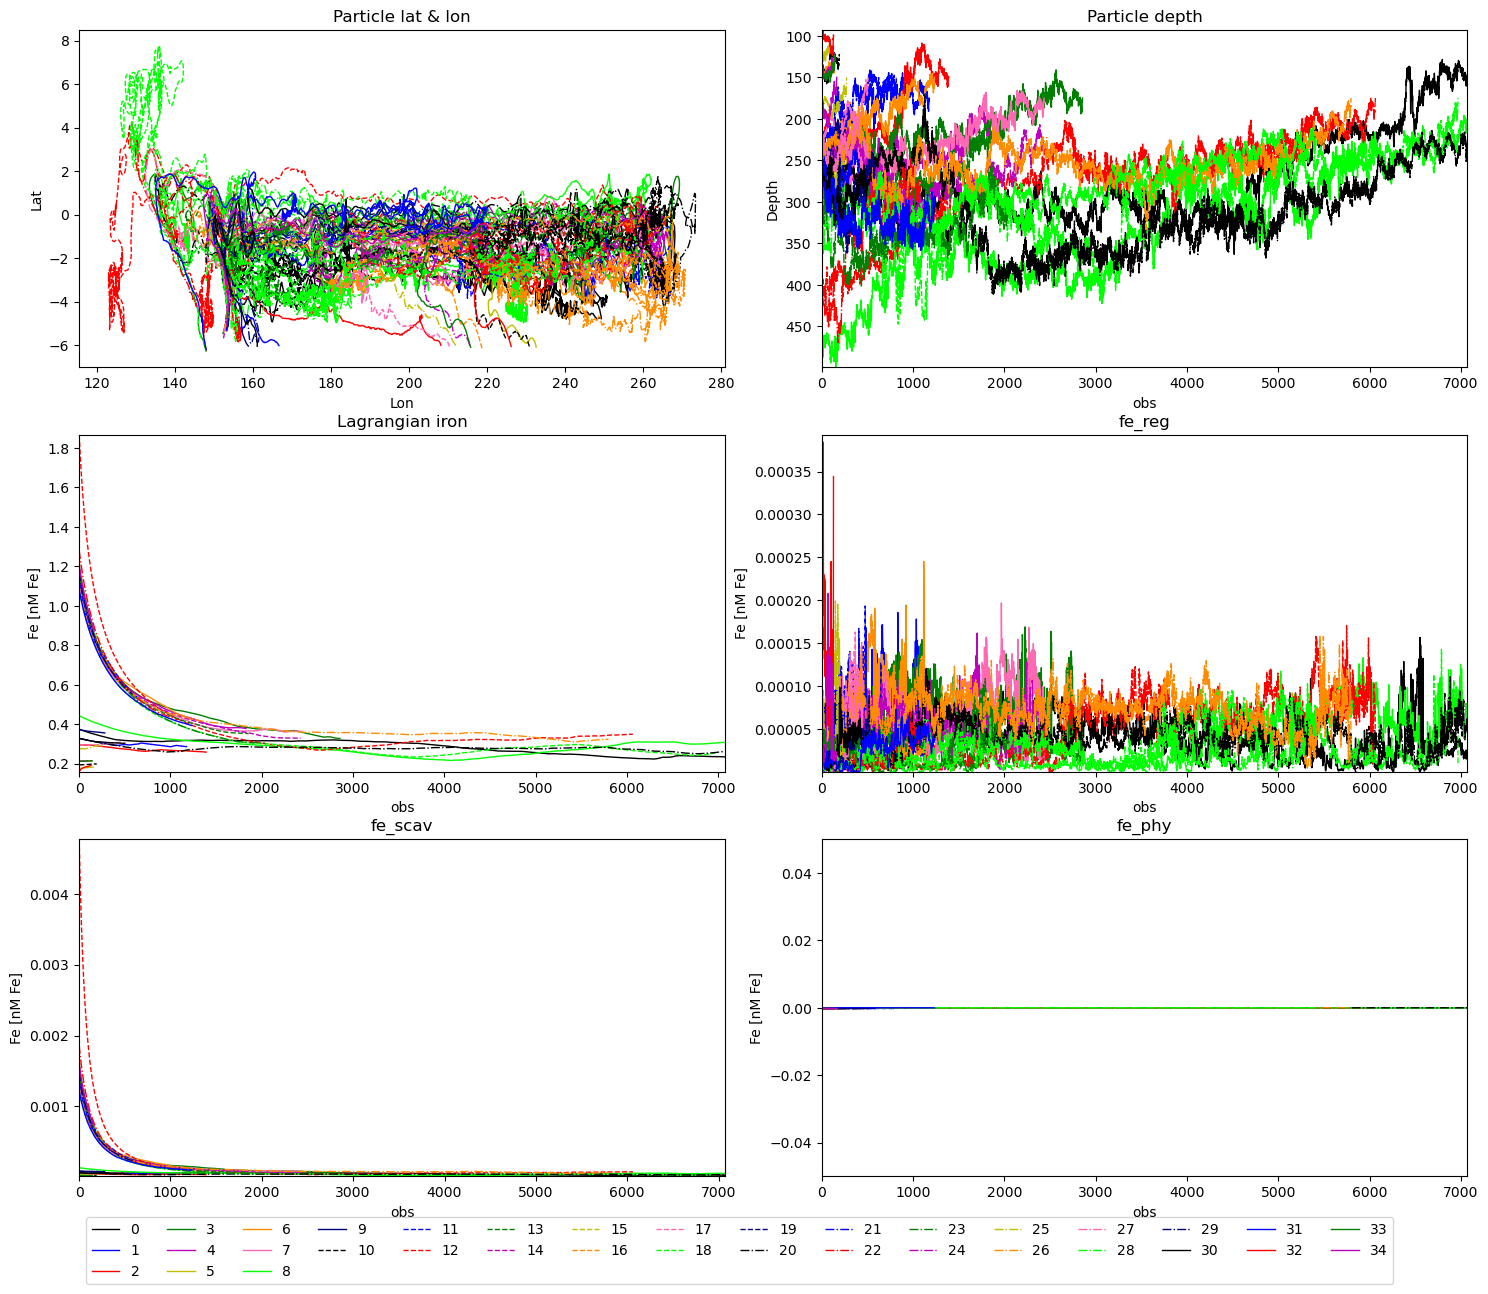 Particle lat & lon
8
6
4
2
0
−2
−4
−6
Lat
120 140 160 180 200 220 240 260 280
Lon
Particle depth
100
150
200
250
300
350
400
450
Depth
0 1000 2000 3000 4000 5000 6000 7000
obs
Lagrangian iron
1.8
1.6
1.4
1.2
1.0
0.8
0.6
0.4
0.2
Fe [nM Fe]
0 1000 2000 3000 4000 5000 6000 7000
obs
fe_reg
0.00035
0.00030
0.00025
0.00020
0.00015
0.00010
0.00005
Fe [nM Fe]
0 1000 2000 3000 4000 5000 6000 7000
obs
fe_scav
0.004
0.003
0.002
0.001
Fe [nM Fe]
0 1000 2000 3000 4000 5000 6000 7000
obs
fe_phy
0.04
0.02
0.00
−0.02
−0.04
Fe [nM Fe]
0 1000 2000 3000 4000 5000 6000 7000
obs
0 3 6 9 11 13 15 17 19 21 23 25 27 29 31 33
1 4 7 10 12 14 16 18 20 22 24 26 28 30 32 34
2 5 8